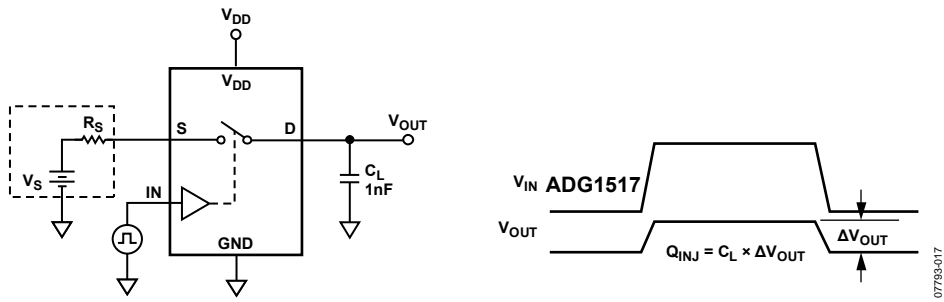 VDD
VDD
RS
S
D
VOUT
VS
IN
CL
1nF
GND
VIN ADG1517
VOUT
QINJ = CL × ΔVOUT
ΔVOUT
07793-017